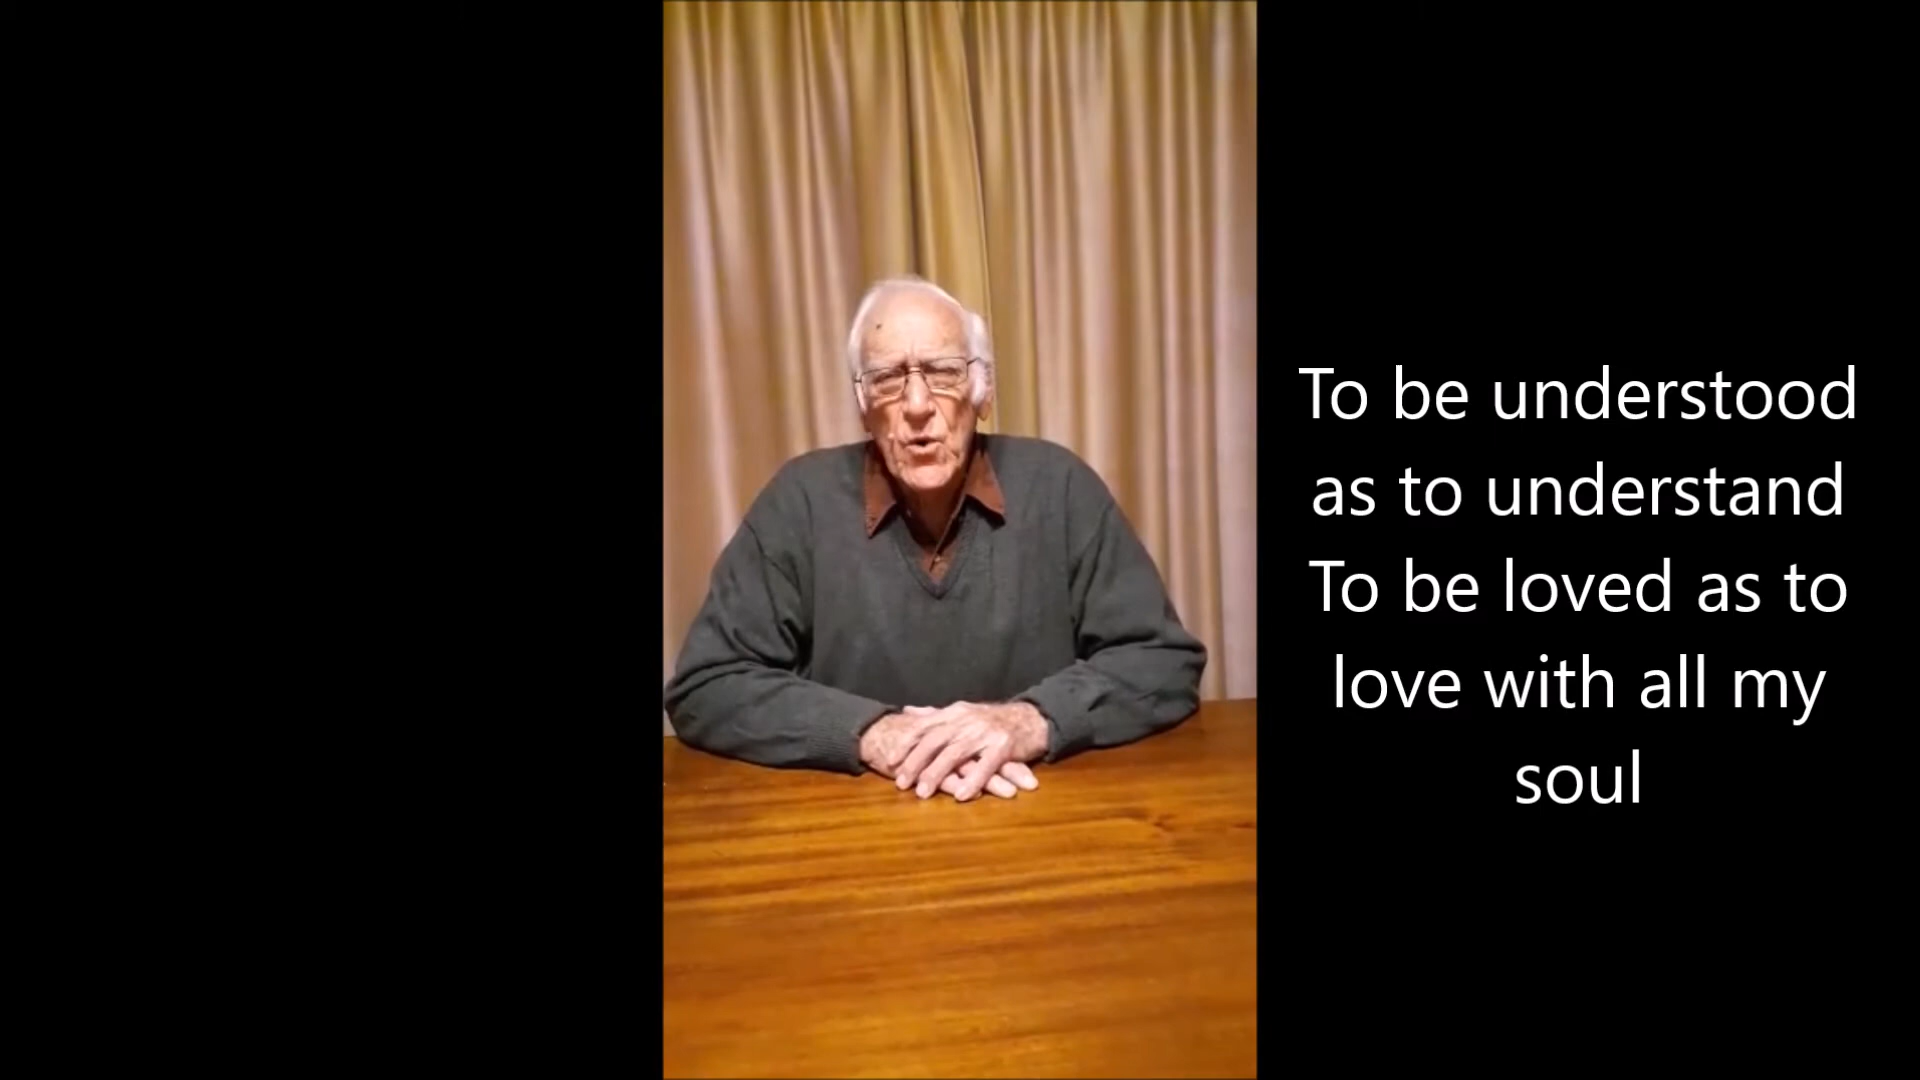 To be understood
as to understand
To be loved as to
love with all my
soul